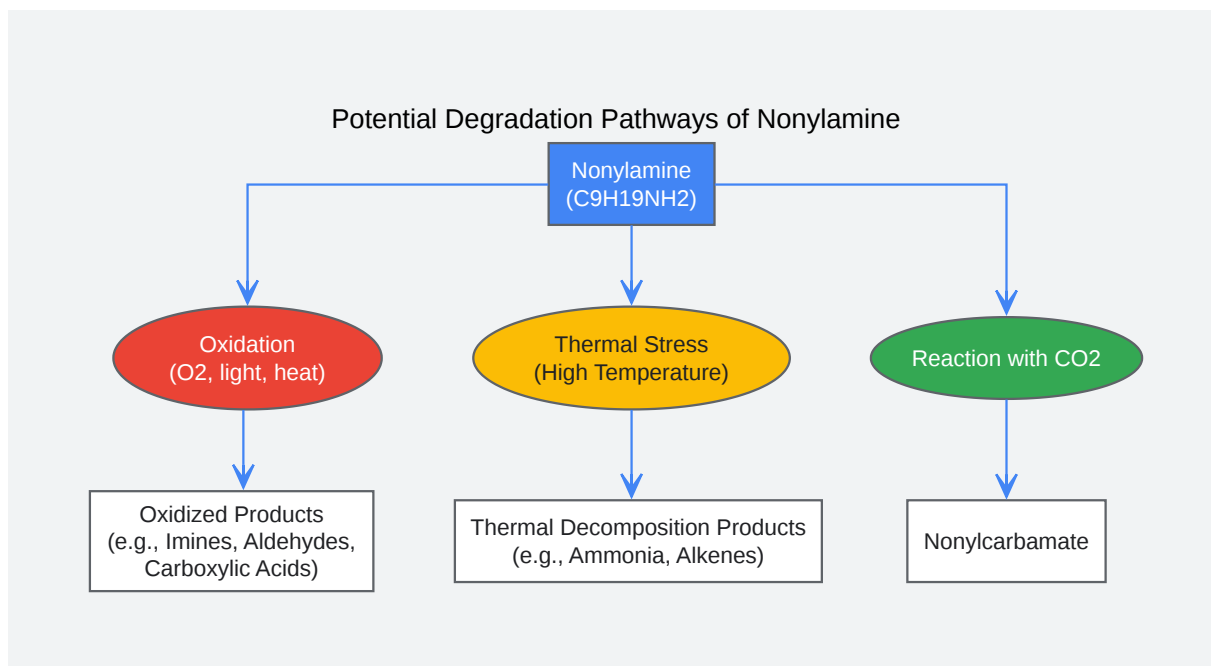 Potential Degradation Pathways of Nonylamine
Nonylamine
(C9H19NH2)
Oxidation
(O2, light, heat)
Thermal Stress
(High Temperature)
Reaction with CO2
Oxidized Products
(e.g., Imines, Aldehydes,
Carboxylic Acids)
Thermal Decomposition Products
(e.g., Ammonia, Alkenes)
Nonylcarbamate